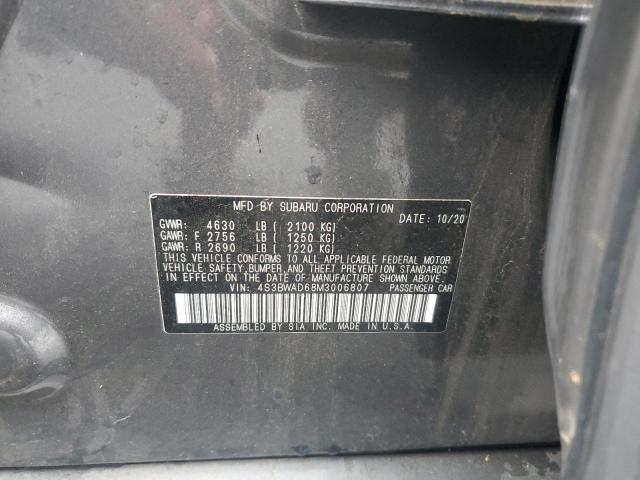 MFD BY SUBARU CORPORATION
DATE: 10/20
GVWR: 4630 LB ( 2100 KG)
GAWR: F 2756 LB ( 1250 KG)
GAWR: R 2690 LB ( 1220 KG)
THIS VEHICLE CONFORMS TO ALL APPLICABLE FEDERAL MOTOR
VEHICLE SAFETY, BUMPER, AND THEFT PREVENTION STANDARDS
IN EFFECT ON THE DATE OF MANUFACTURE SHOWN ABOVE.
VIN: 4S3BWAD68M3006807 PASSENGER CAR
ASSEMBLED BY SIA INC. MADE IN U.S.A.